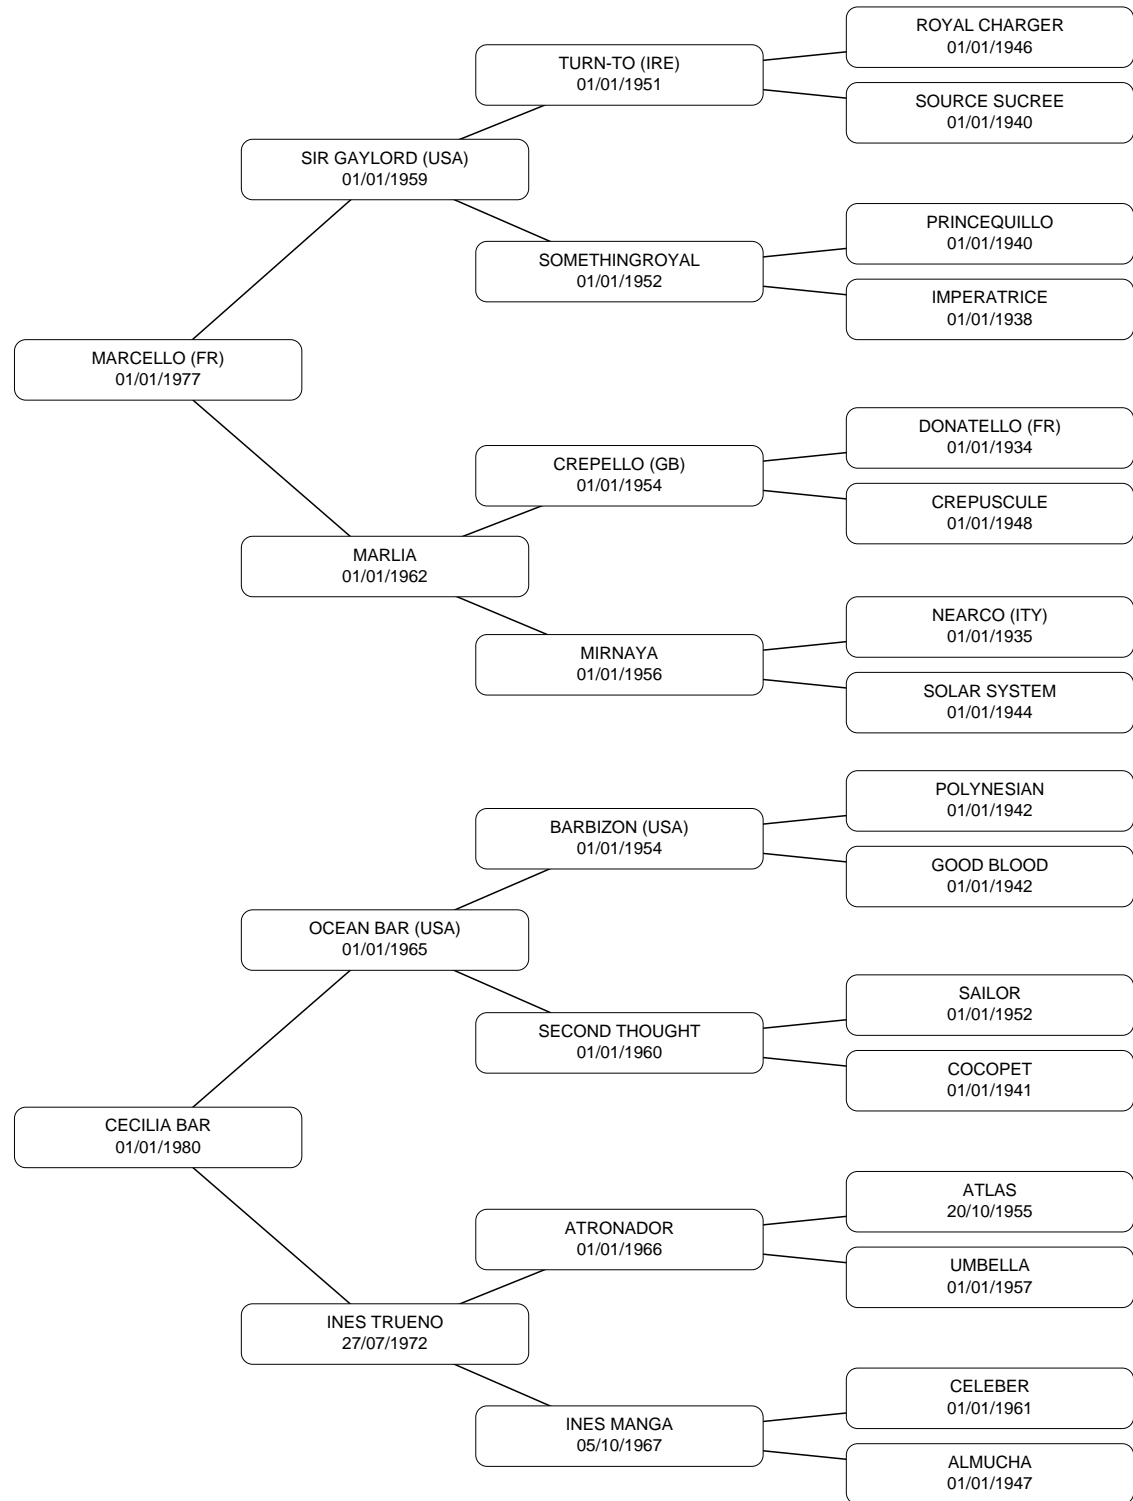 ROYAL CHARGER
01/01/1946
TURN-TO (IRE)
01/01/1951
SOURCE SUCREE
01/01/1940
SIR GAYLORD (USA)
01/01/1959
PRINCEQUILLO
01/01/1940
SOMETHINGROYAL
01/01/1952
IMPERATRICE
01/01/1938
MARCELLO (FR)
01/01/1977
DONATELLO (FR)
01/01/1934
CREPELLO (GB)
01/01/1954
CREPUSCULE
01/01/1948
MARLIA
01/01/1962
NEARCO (ITY)
01/01/1935
MIRNAYA
01/01/1956
SOLAR SYSTEM
01/01/1944
POLYNESIAN
01/01/1942
BARBIZON (USA)
01/01/1954
GOOD BLOOD
01/01/1942
OCEAN BAR (USA)
01/01/1965
SAILOR
01/01/1952
SECOND THOUGHT
01/01/1960
COCOPET
01/01/1941
CECILIA BAR
01/01/1980
ATLAS
20/10/1955
ATRONADOR
01/01/1966
UMBELLA
01/01/1957
INES TRUENO
27/07/1972
CELEBER
01/01/1961
INES MANGA
05/10/1967
ALMUCHA
01/01/1947